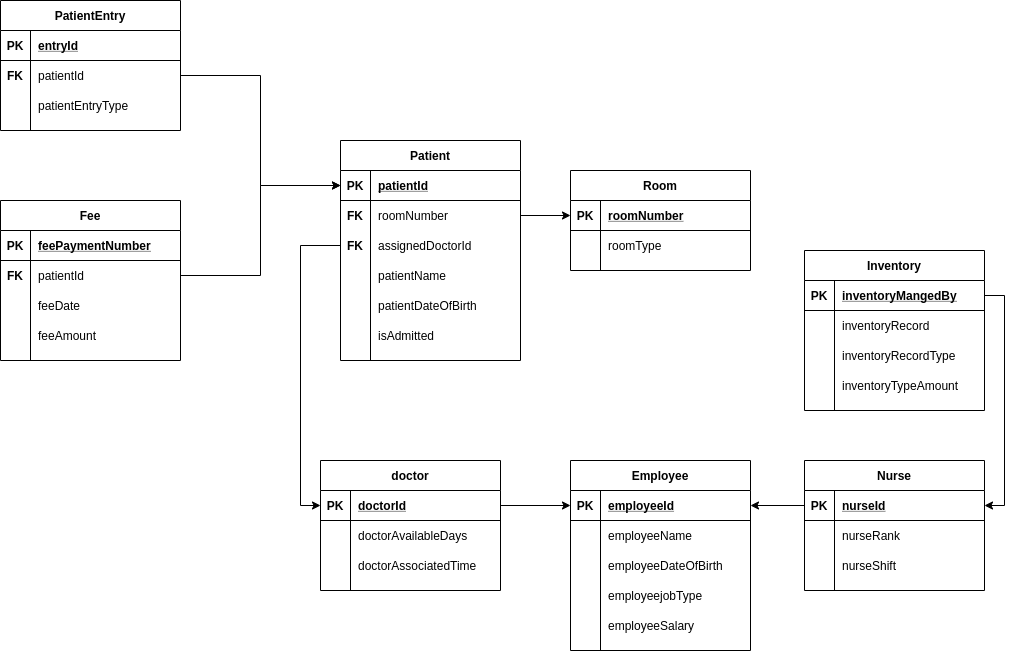 PatientEntry
PK entryId
FK patientId
patientEntryType
Fee
PK feePaymentNumber
FK patientId
feeDate
feeAmount
Patient
PK patientId
FK roomNumber
FK assignedDoctorId
patientName
patientDateOfBirth
isAdmitted
Room
PK roomNumber
roomType
Inventory
PK inventoryMangedBy
inventoryRecord
inventoryRecordType
inventoryTypeAmount
doctor
PK doctorId
doctorAvailableDays
doctorAssociatedTime
Employee
PK employeeId
employeeName
employeeDateOfBirth
employeejobType
employeeSalary
Nurse
PK nurseId
nurseRank
nurseShift